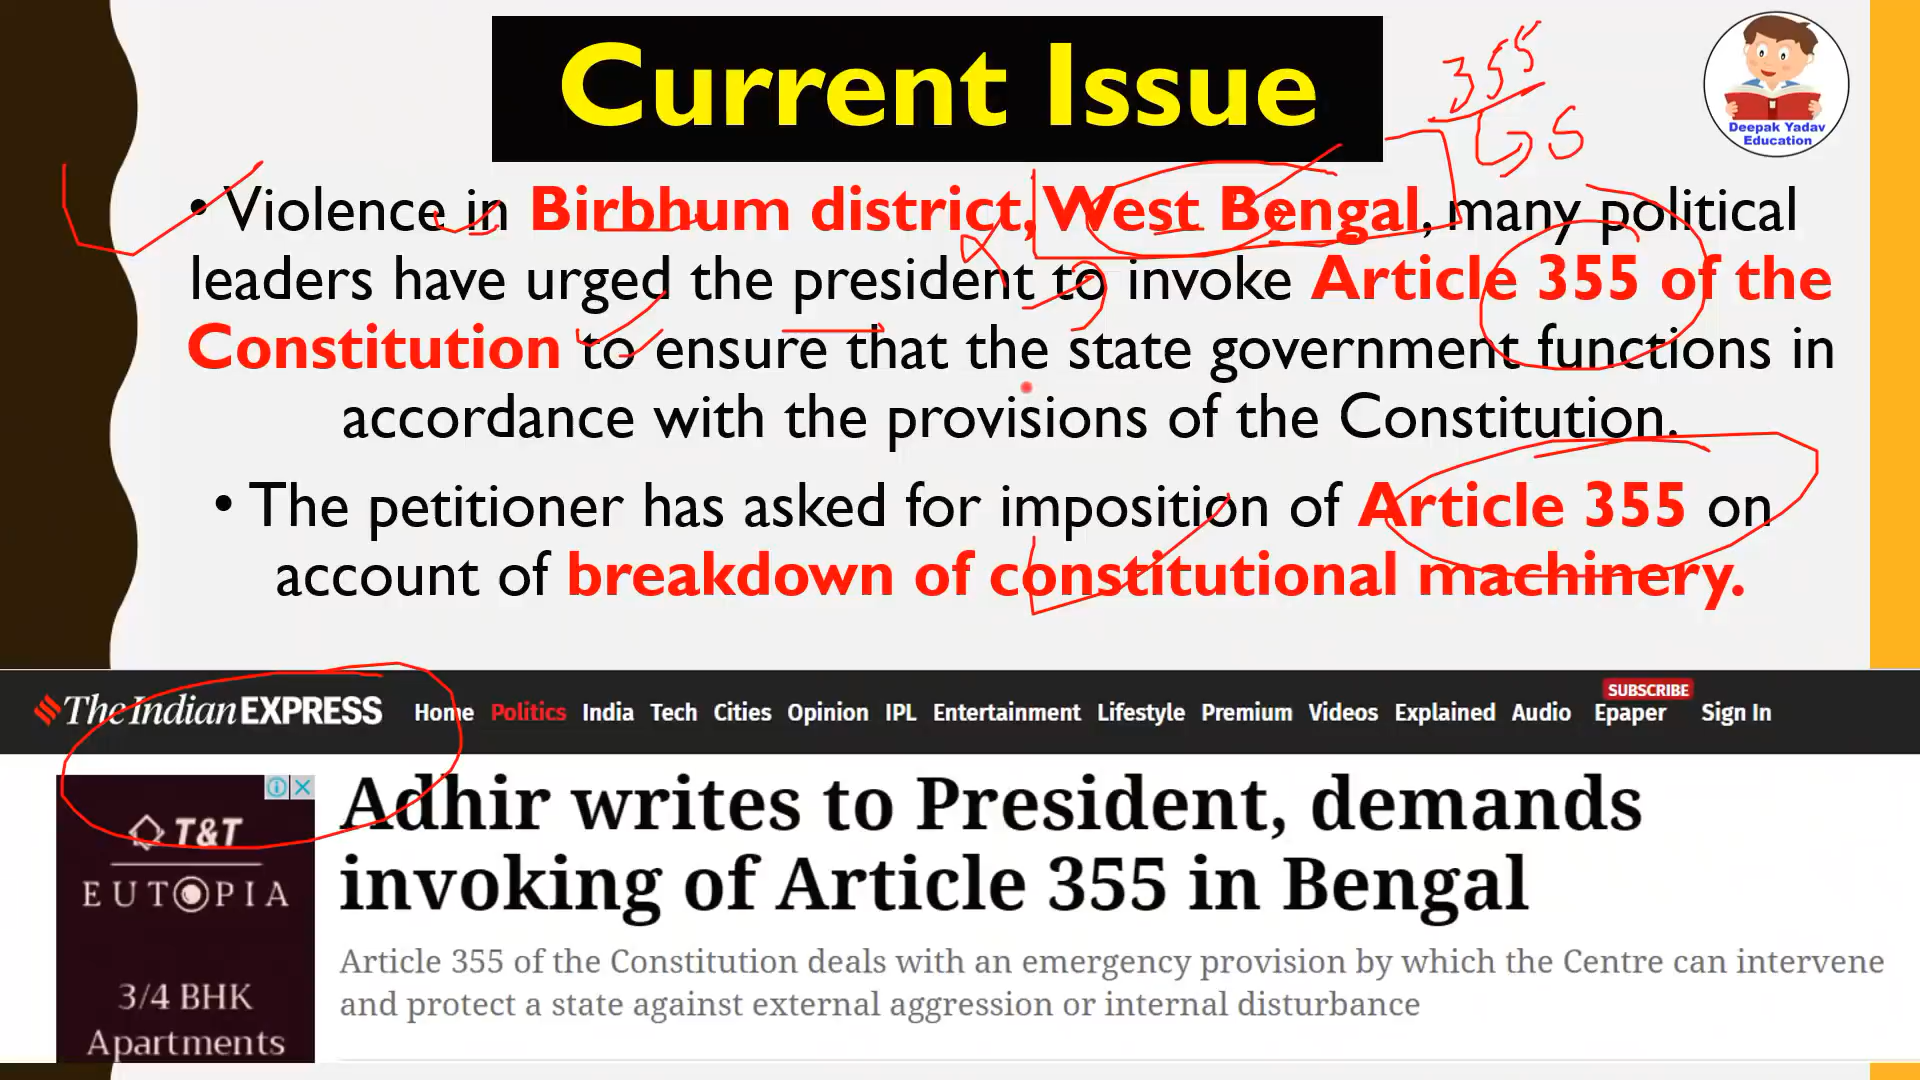 Current Issue
355
Deepak Yadav
Education
• Violence in Birbhum district, West Bengal, many political
leaders have urged the president to invoke Article 355 of the
Constitution to ensure that the state government functions in
accordance with the provisions of the Constitution.
• The petitioner has asked for imposition of Article 355 on
account of breakdown of constitutional machinery.
The Indian EXPRESS Home Politics India Tech Cities Opinion IPL Entertainment Lifestyle Premium Videos Explained Audio Epaper SUBSCRIBE Sign In
Adhir writes to President, demands
invoking of Article 355 in Bengal
Article 355 of the Constitution deals with an emergency provision by which the Centre can intervene
and protect a state against external aggression or internal disturbance
T&T
EUTOPIA
3/4 BHK
Apartments